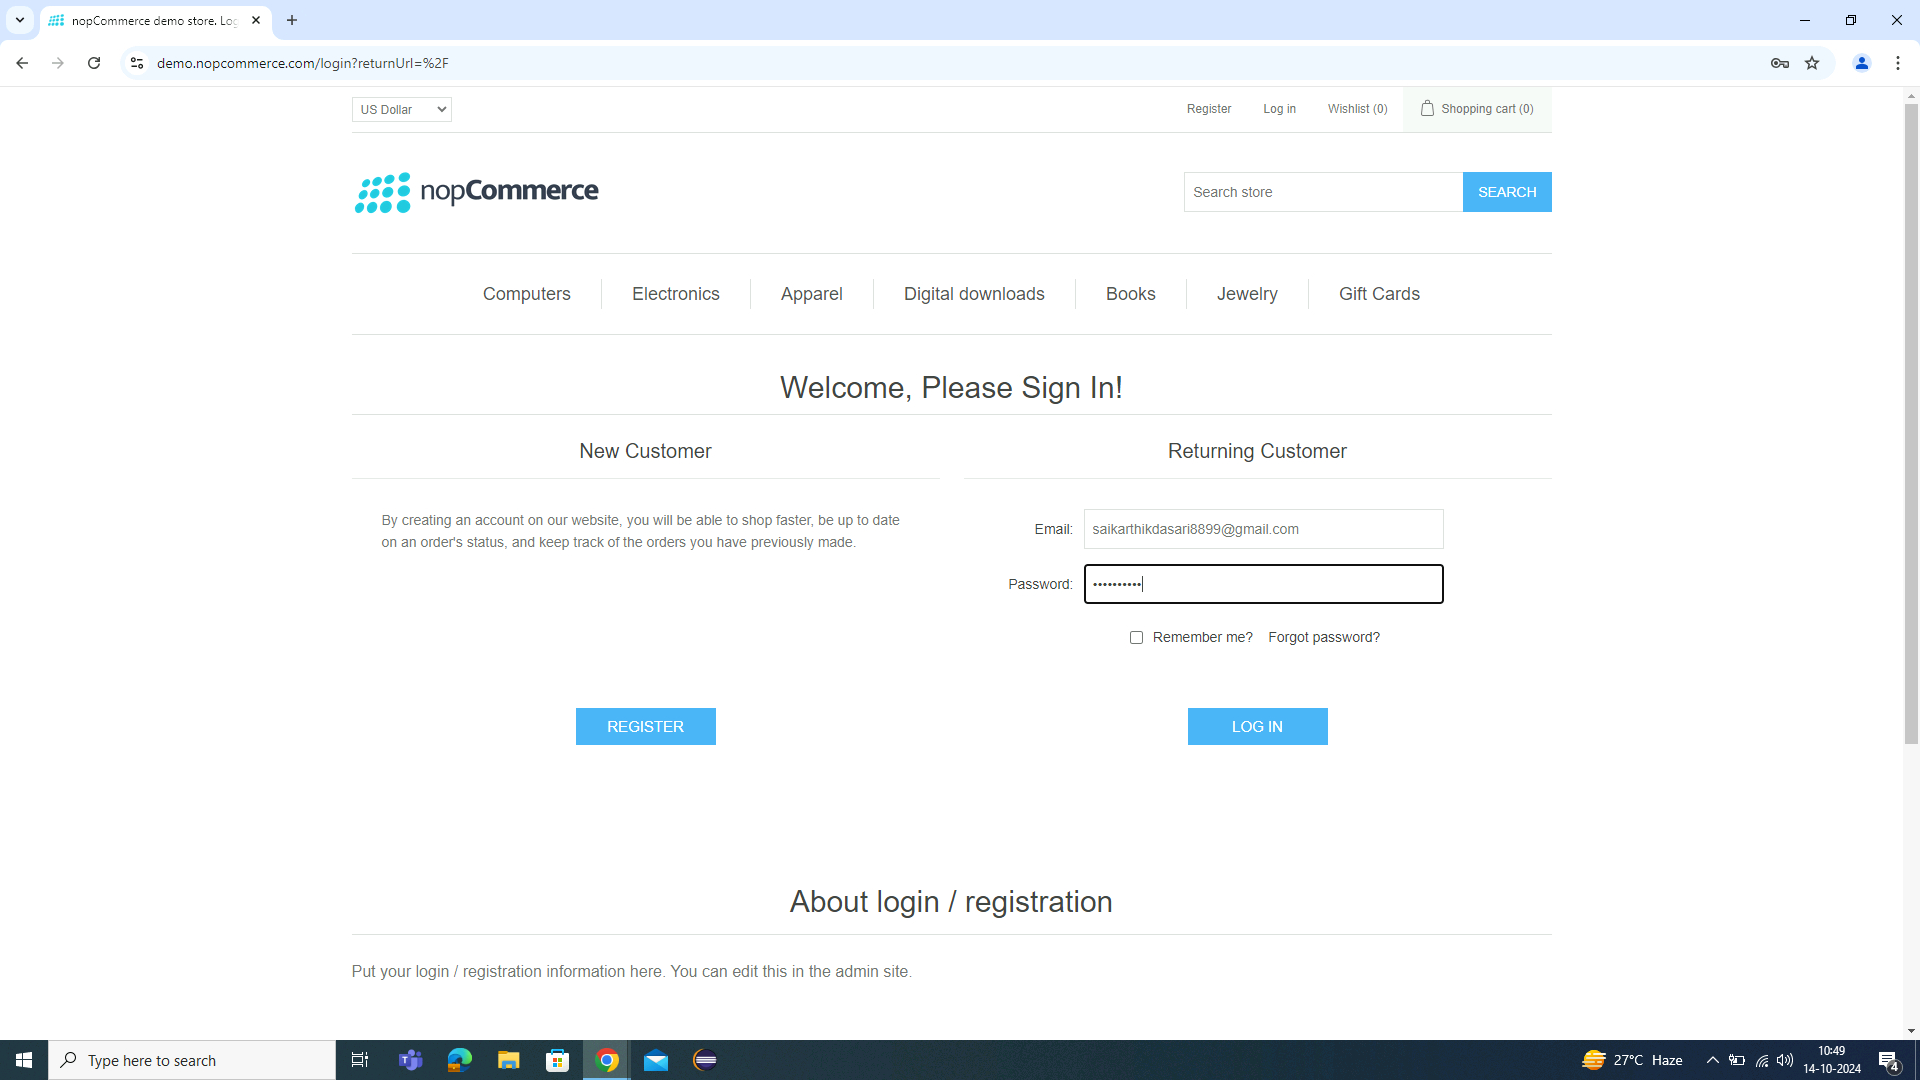 nopCommerce demo store. Log
demo.nopcommerce.com/login?returnUrl=%2F
US Dollar
Register
Log in
Wishlist (0)
Shopping cart (0)
nopCommerce
Search store
SEARCH
Computers
Electronics
Apparel
Digital downloads
Books
Jewelry
Gift Cards
Welcome, Please Sign In!
New Customer
By creating an account on our website, you will be able to shop faster, be up to date
on an order's status, and keep track of the orders you have previously made.
REGISTER
Returning Customer
Email:
saikarthikdasari8899@gmail.com
Password:
••••••••••
Remember me?
Forgot password?
LOG IN
About login / registration
Put your login / registration information here. You can edit this in the admin site.
Type here to search
27°C Haze
10:49
14-10-2024
4